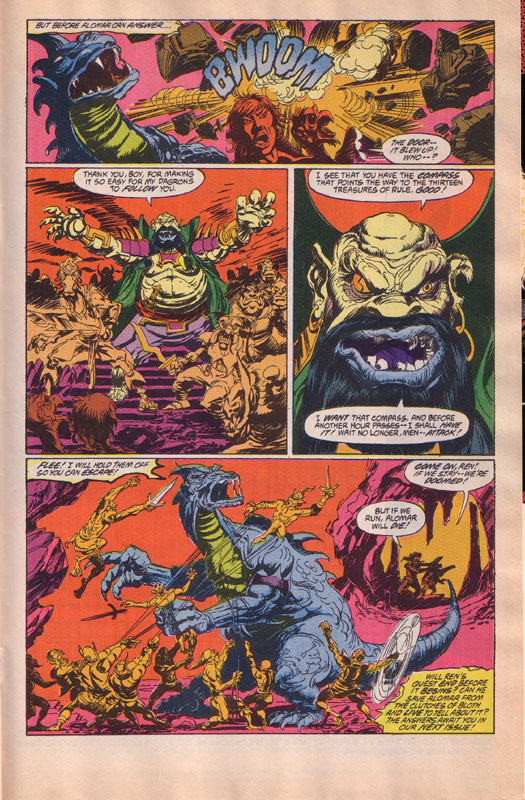 BUT BEFORE ALOMAR CAN ANSWER...
BWOOM
THE DOOR--
IT BLEW UP!
WHO--?
THANK YOU, BOY, FOR MAKING
IT SO EASY FOR MY DAGRONS
TO FOLLOW YOU.
I SEE THAT YOU HAVE THE COMPASS
THAT POINTS THE WAY TO THE THIRTEEN
TREASURES OF RULE. GOOD!
I WANT THAT COMPASS, AND BEFORE
ANOTHER HOUR PASSES--I SHALL HAVE
IT! WAIT NO LONGER, MEN--ATTACK!
FLEE! I WILL HOLD THEM OFF
SO YOU CAN ESCAPE!
COME ON, REN!
IF WE STAY--WE'RE
DOOMED!
BUT IF WE
RUN, ALOMAR
WILL DIE!
WILL REN'S
QUEST END BEFORE
IT BEGINS? CAN HE
SAVE ALOMAR FROM
THE CLUTCHES OF BLOTH
AND LIVE TO TELL ABOUT IT?
THE ANSWERS AWAIT YOU IN
OUR NEXT ISSUE!